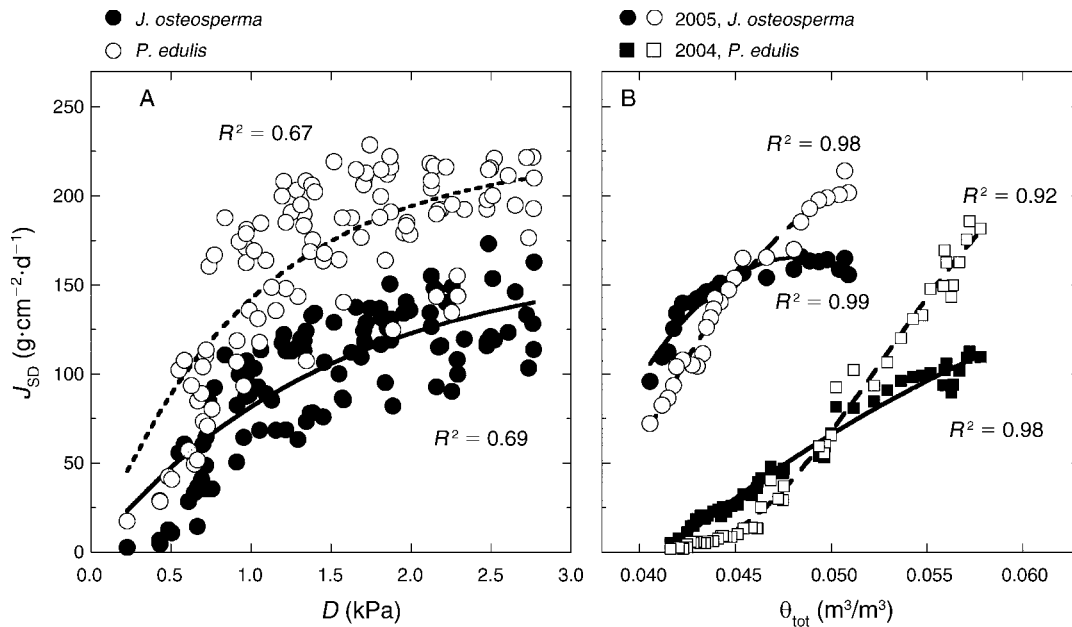 J. osteosperma
P. edulis
2005, J. osteosperma
2004, P. edulis
A
B
R² = 0.67
R² = 0.69
R² = 0.98
R² = 0.99
R² = 0.92
R² = 0.98
250
200
150
100
50
0
J_SD (g·cm⁻²·d⁻¹)
0.0 0.5 1.0 1.5 2.0 2.5 3.0
0.040 0.045 0.050 0.055 0.060
D (kPa)
θ_tot (m³/m³)